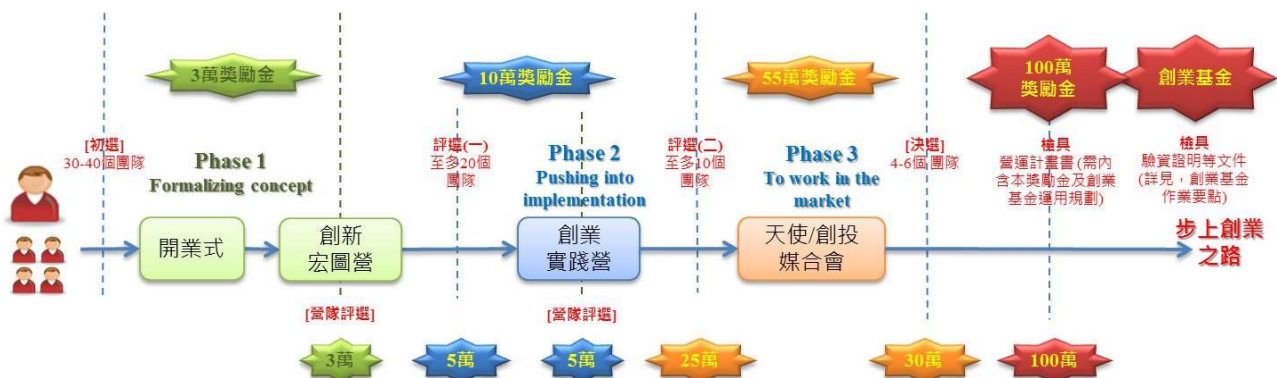 3萬獎勵金
10萬獎勵金
55萬獎勵金
100萬
獎勵金
創業基金
[初選]
30-40個團隊
Phase 1
Formalizing concept
評選(一)
至多20個
團隊
Phase 2
Pushing into
implementation
評選(二)
至多10個
團隊
Phase 3
To work in the
market
[決選]
4-6個團隊
檢具
營運計畫書(需內
含本獎勵金及創業
基金運用規劃)
檢具
驗資證明等文件
(詳見，創業基金
作業要點)
開業式
創新
宏圖營
創業
實踐營
天使/創投
媒合會
步上創業
之路
[營隊評選]
[營隊評選]
3萬
5萬
5萬
25萬
30萬
100萬